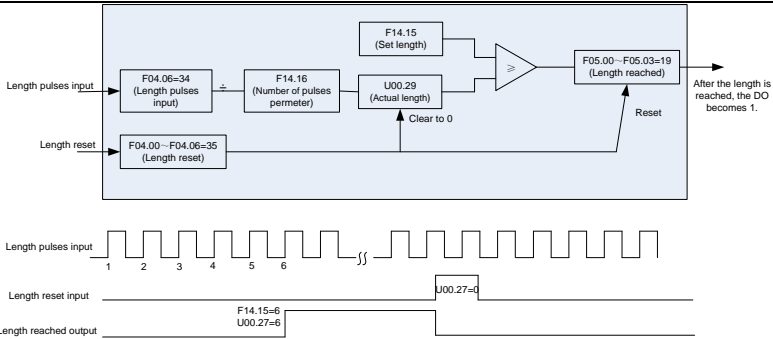 F14.15
(Set length)
F04.06=34
(Length pulses
input)
÷
F14.16
(Number of pulses
permeter)
U00.29
(Actual length)
≥
F05.00～F05.03=19
(Length reached)
Length pulses input
After the length is
reached, the DO
becomes 1.
Clear to 0
Reset
Length reset
F04.00～F04.06=35
(Length reset)
Length pulses input
1 2 3 4 5 6
Length reset input
U00.27=0
F14.15=6
U00.27=6
Length reached output